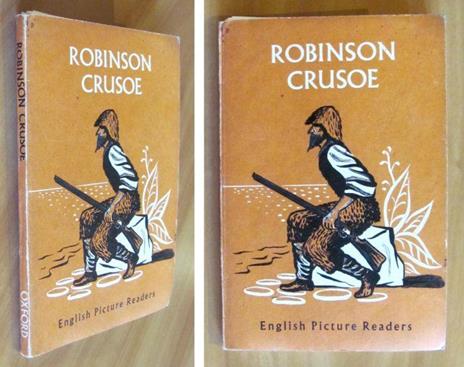 ROBINSON CRUSOE
OXFORD
ROBINSON
CRUSOE
English Picture Readers
ROBINSON
CRUSOE
English Picture Readers